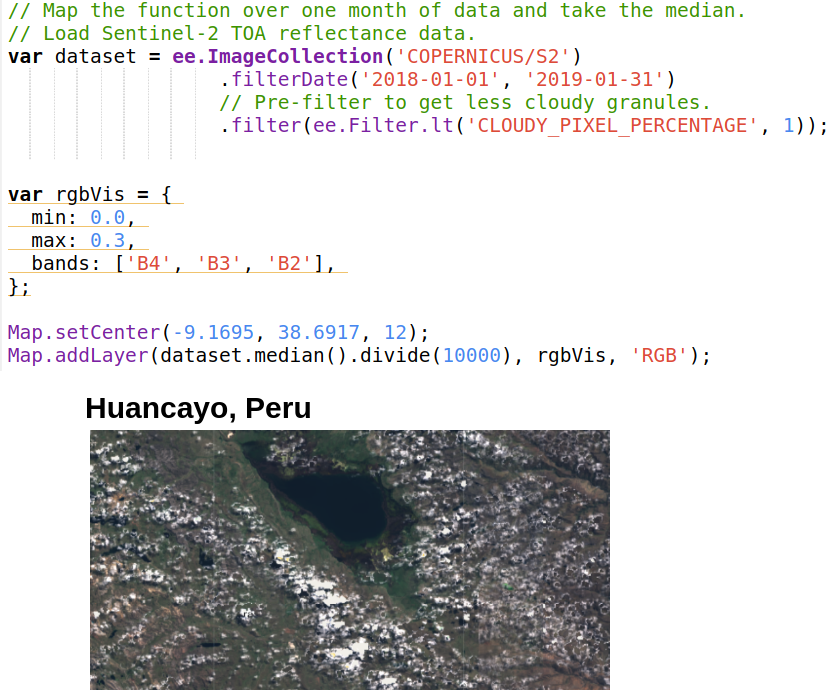 // Map the function over one month of data and take the median.
// Load Sentinel-2 TOA reflectance data.
var dataset = ee.ImageCollection('COPERNICUS/S2')
.filterDate('2018-01-01', '2019-01-31')
// Pre-filter to get less cloudy granules.
.filter(ee.Filter.lt('CLOUDY_PIXEL_PERCENTAGE', 1));
var rgbVis = {
min: 0.0,
max: 0.3,
bands: ['B4', 'B3', 'B2'],
};
Map.setCenter(-9.1695, 38.6917, 12);
Map.addLayer(dataset.median().divide(10000), rgbVis, 'RGB');
Huancayo, Peru